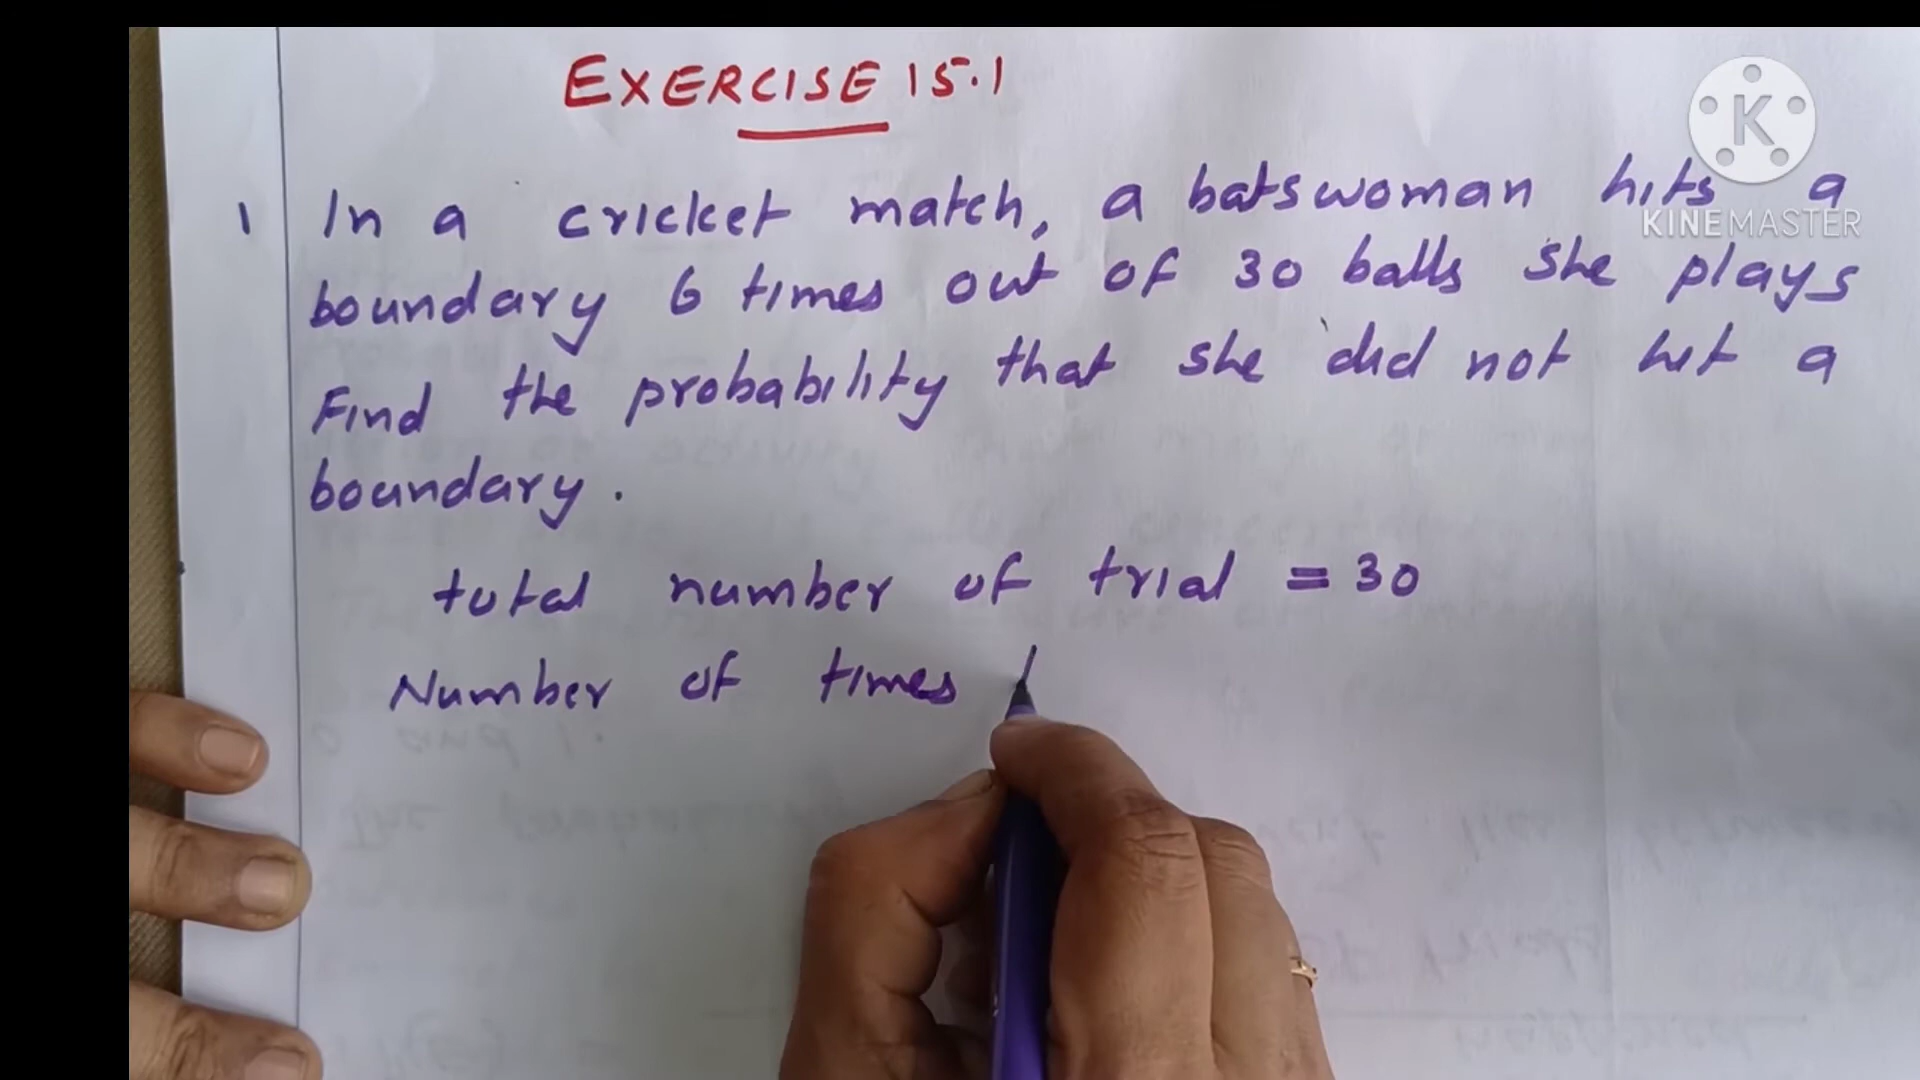 EXERCISE 15.1
1 In a cricket match, a batswoman hits a
boundary 6 times out of 30 balls she plays
Find the probability that she did not hit a
boundary.
total number of trial = 30
Number of times
K
KINEMASTER